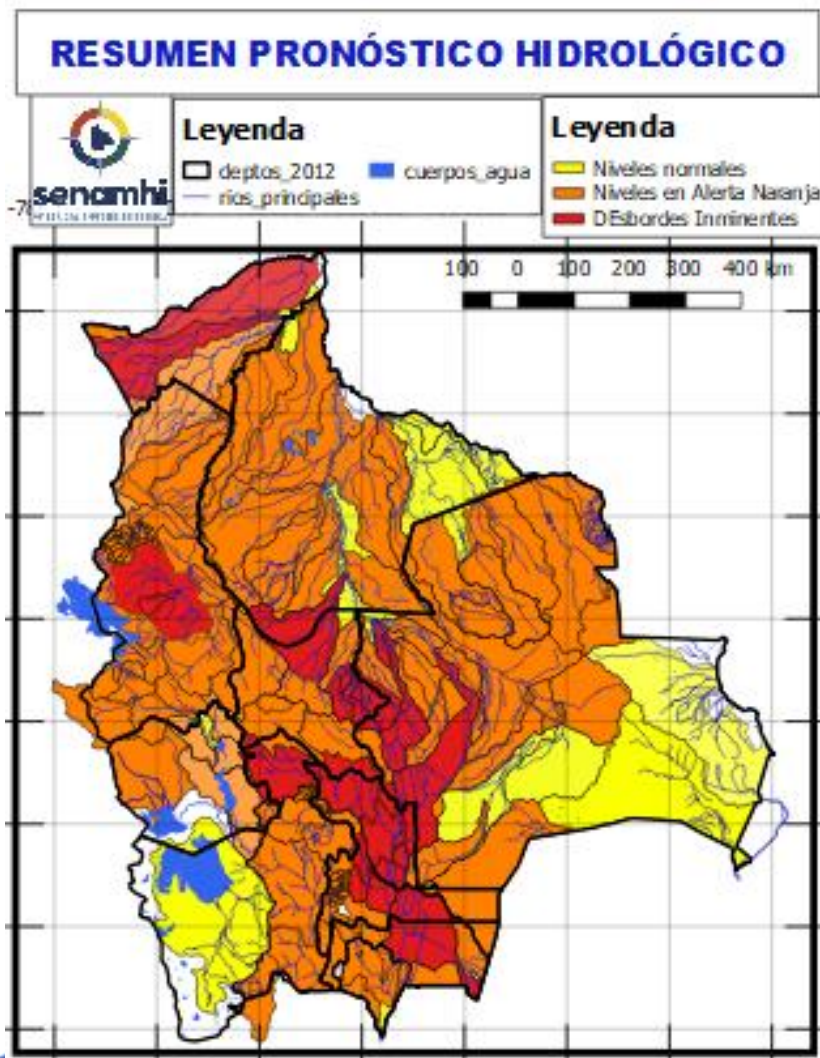 RESUMEN PRONÓSTICO HIDROLÓGICO
senamhi
Leyenda
deptos_2012
cuerpos_agua
rios_principales
Leyenda
Niveles normales
Niveles en Alerta Naranja
DEsbordes Inminentes
100 0 100 200 300 400 km